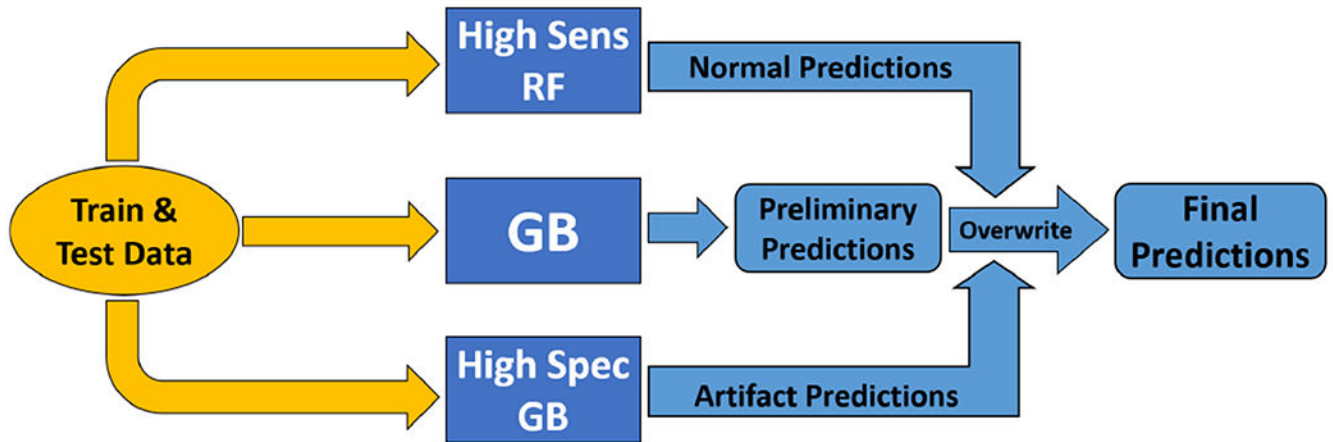 High Sens
RF
Normal Predictions
Train &
Test Data
GB
Preliminary
Predictions
Overwrite
Final
Predictions
High Spec
GB
Artifact Predictions